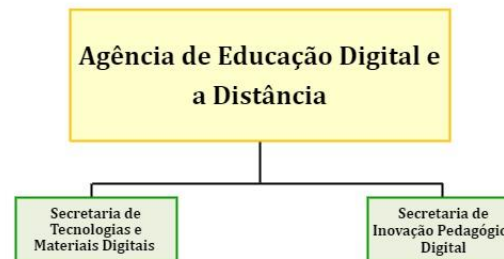 Agência de Educação Digital e
a Distância
Secretaria de
Tecnologias e
Materiais Digitais
Secretaria de
Inovação Pedagógic
Digital